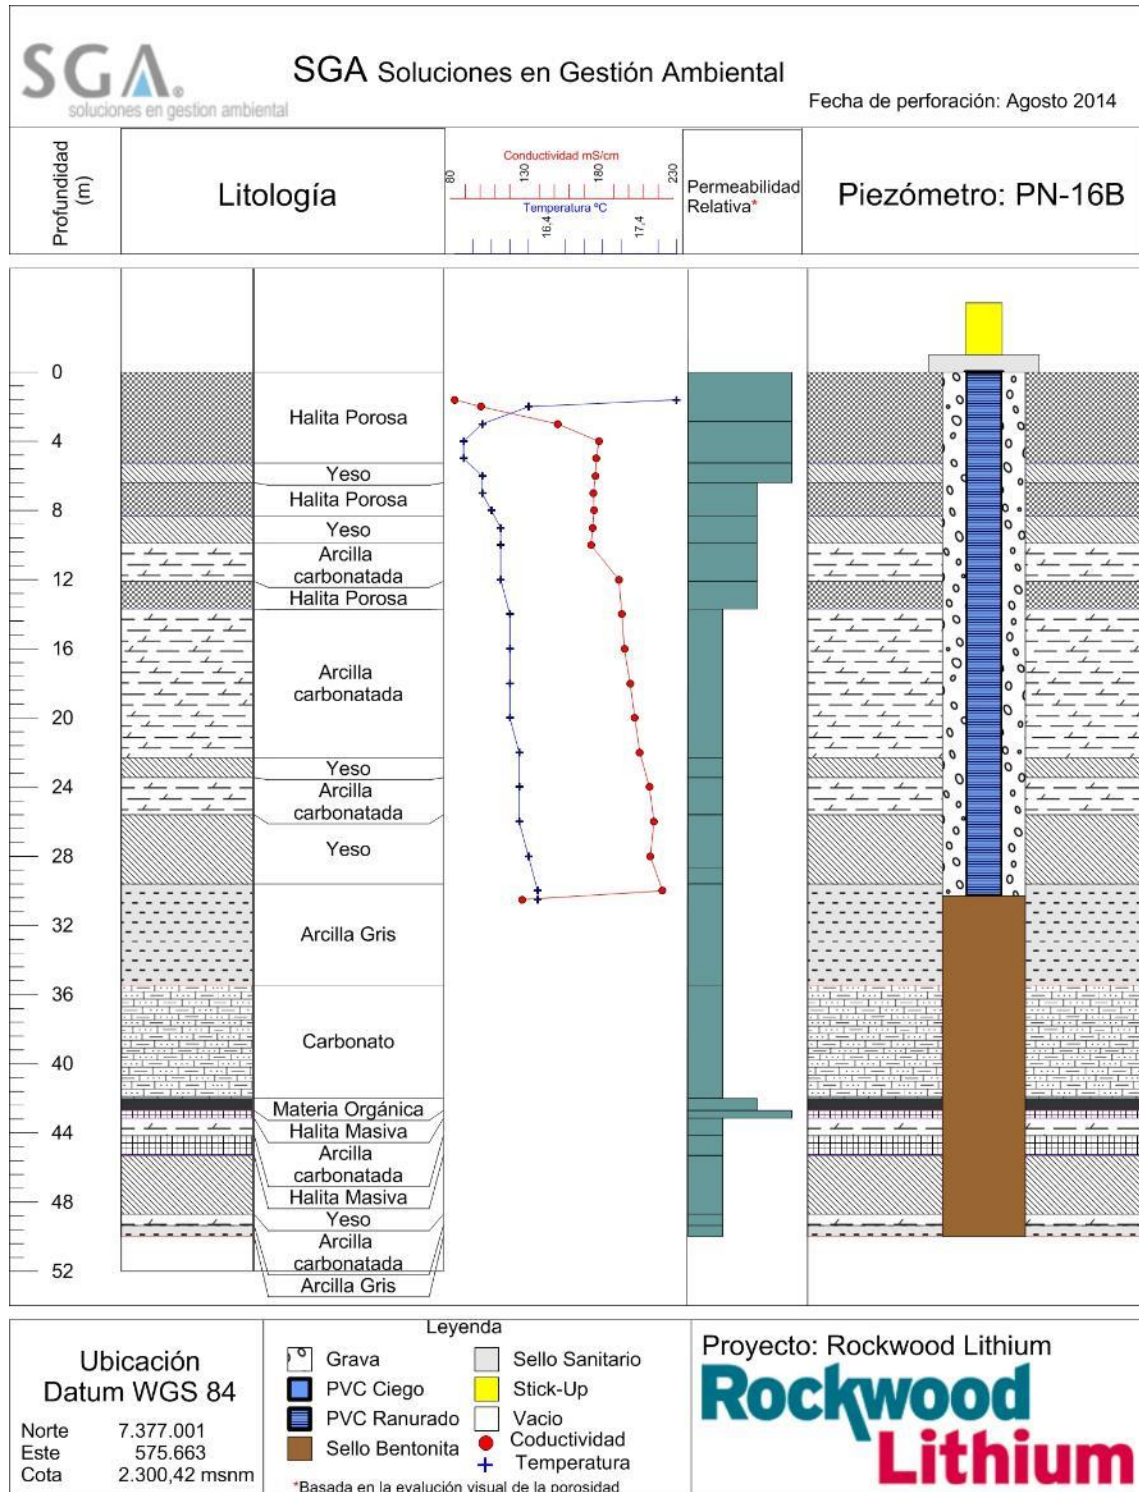 SGA®
soluciones en gestion ambiental
SGA Soluciones en Gestión Ambiental
Fecha de perforación: Agosto 2014
Profundidad
(m)
Litología
Conductividad mS/cm
80 130 180 230
Temperatura ºC
16,4 17,4
Permeabilidad
Relativa*
Piezómetro: PN-16B
0
Halita Porosa
4
Yeso
Halita Porosa
8
Yeso
Arcilla
carbonatada
12
Halita Porosa
16
Arcilla
carbonatada
20
Yeso
24
Arcilla
carbonatada
Yeso
28
32
Arcilla Gris
36
Carbonato
40
Materia Orgánica
44
Halita Masiva
Arcilla
carbonatada
48
Halita Masiva
Yeso
Arcilla
carbonatada
52
Arcilla Gris
Ubicación
Datum WGS 84
Norte 7.377.001
Este 575.663
Cota 2.300,42 msnm
Leyenda
Grava
PVC Ciego
PVC Ranurado
Sello Bentonita
Sello Sanitario
Stick-Up
Vacio
Coductividad
Temperatura
*Basada en la evalución visual de la porosidad
Proyecto: Rockwood Lithium
Rockwood
Lithium